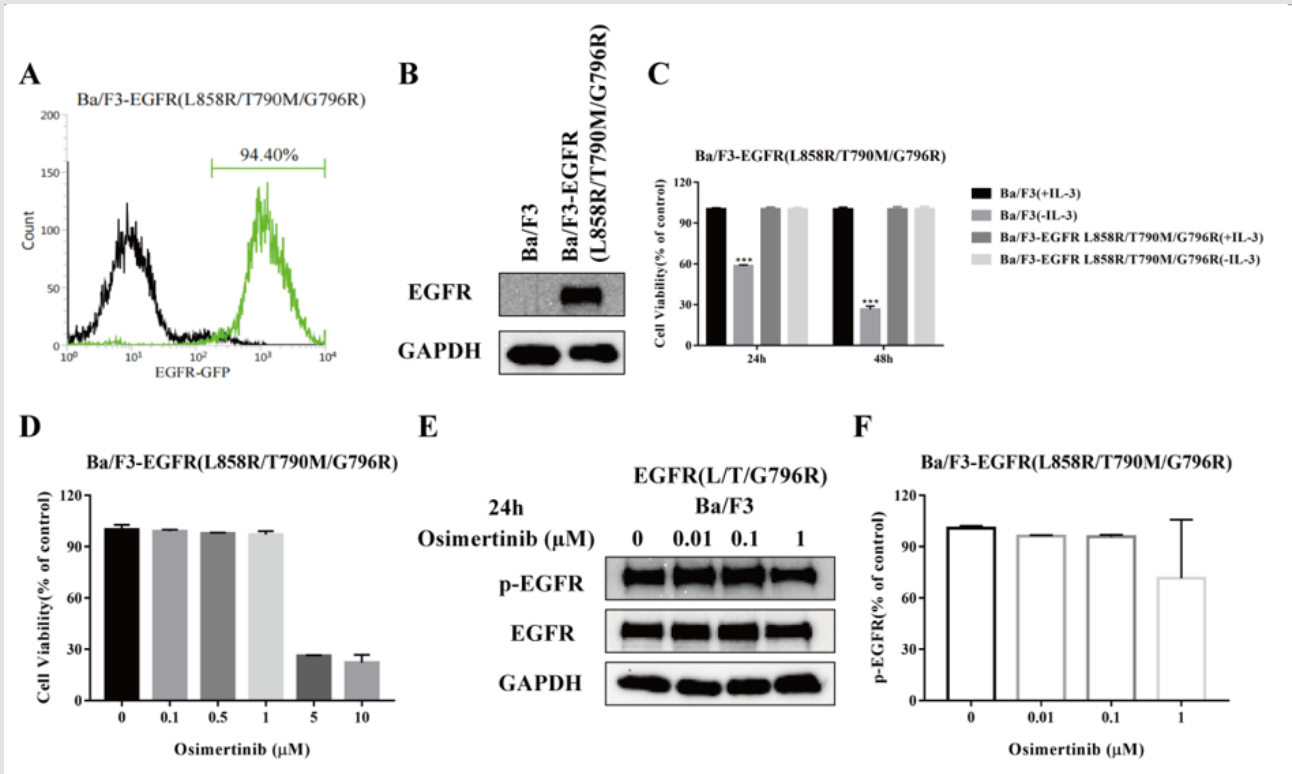 A
Ba/F3-EGFR(L858R/T790M/G796R)
200
150
100
50
0
94.40%
Count
10⁰ 10¹ 10² 10³ 10⁴
EGFR-GFP
B
Ba/F3
Ba/F3-EGFR
(L858R/T790M/G796R)
EGFR
GAPDH
C
Ba/F3-EGFR(L858R/T790M/G796R)
Cell Viability(% of control)
120
90
60
30
0
***
***
24h 48h
Ba/F3(+IL-3)
Ba/F3(-IL-3)
Ba/F3-EGFR L858R/T790M/G796R(+IL-3)
Ba/F3-EGFR L858R/T790M/G796R(-IL-3)
D
Ba/F3-EGFR(L858R/T790M/G796R)
Cell Viability(% of control)
120
90
60
30
0
0 0.1 0.5 1 5 10
Osimertinib (μM)
E
EGFR(L/T/G796R)
24h Ba/F3
Osimertinib (μM) 0 0.01 0.1 1
p-EGFR
EGFR
GAPDH
F
Ba/F3-EGFR(L858R/T790M/G796R)
p-EGFR(% of control)
120
90
60
30
0
0 0.01 0.1 1
Osimertinib (μM)